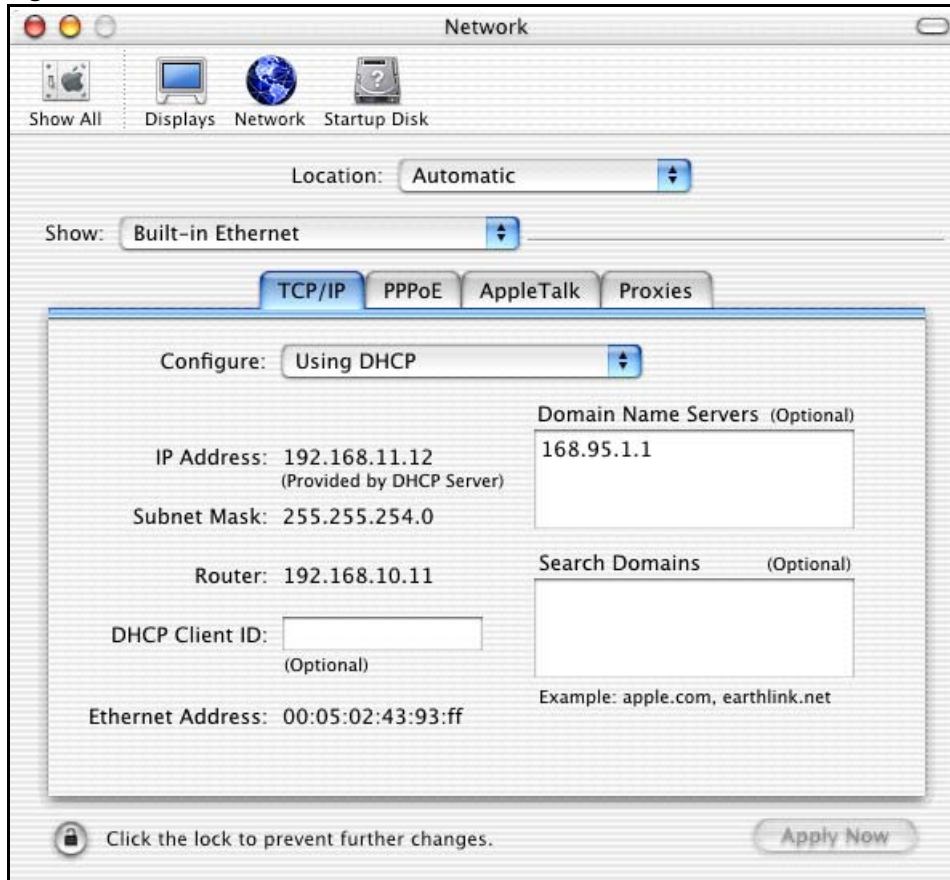 Network
Show All Displays Network Startup Disk
Location: Automatic
Show: Built-in Ethernet
TCP/IP PPPoE AppleTalk Proxies
Configure: Using DHCP
Domain Name Servers (Optional)
168.95.1.1
IP Address: 192.168.11.12
(Provided by DHCP Server)
Subnet Mask: 255.255.254.0
Router: 192.168.10.11
Search Domains (Optional)
DHCP Client ID:
(Optional)
Example: apple.com, earthlink.net
Ethernet Address: 00:05:02:43:93:ff
Click the lock to prevent further changes.
Apply Now